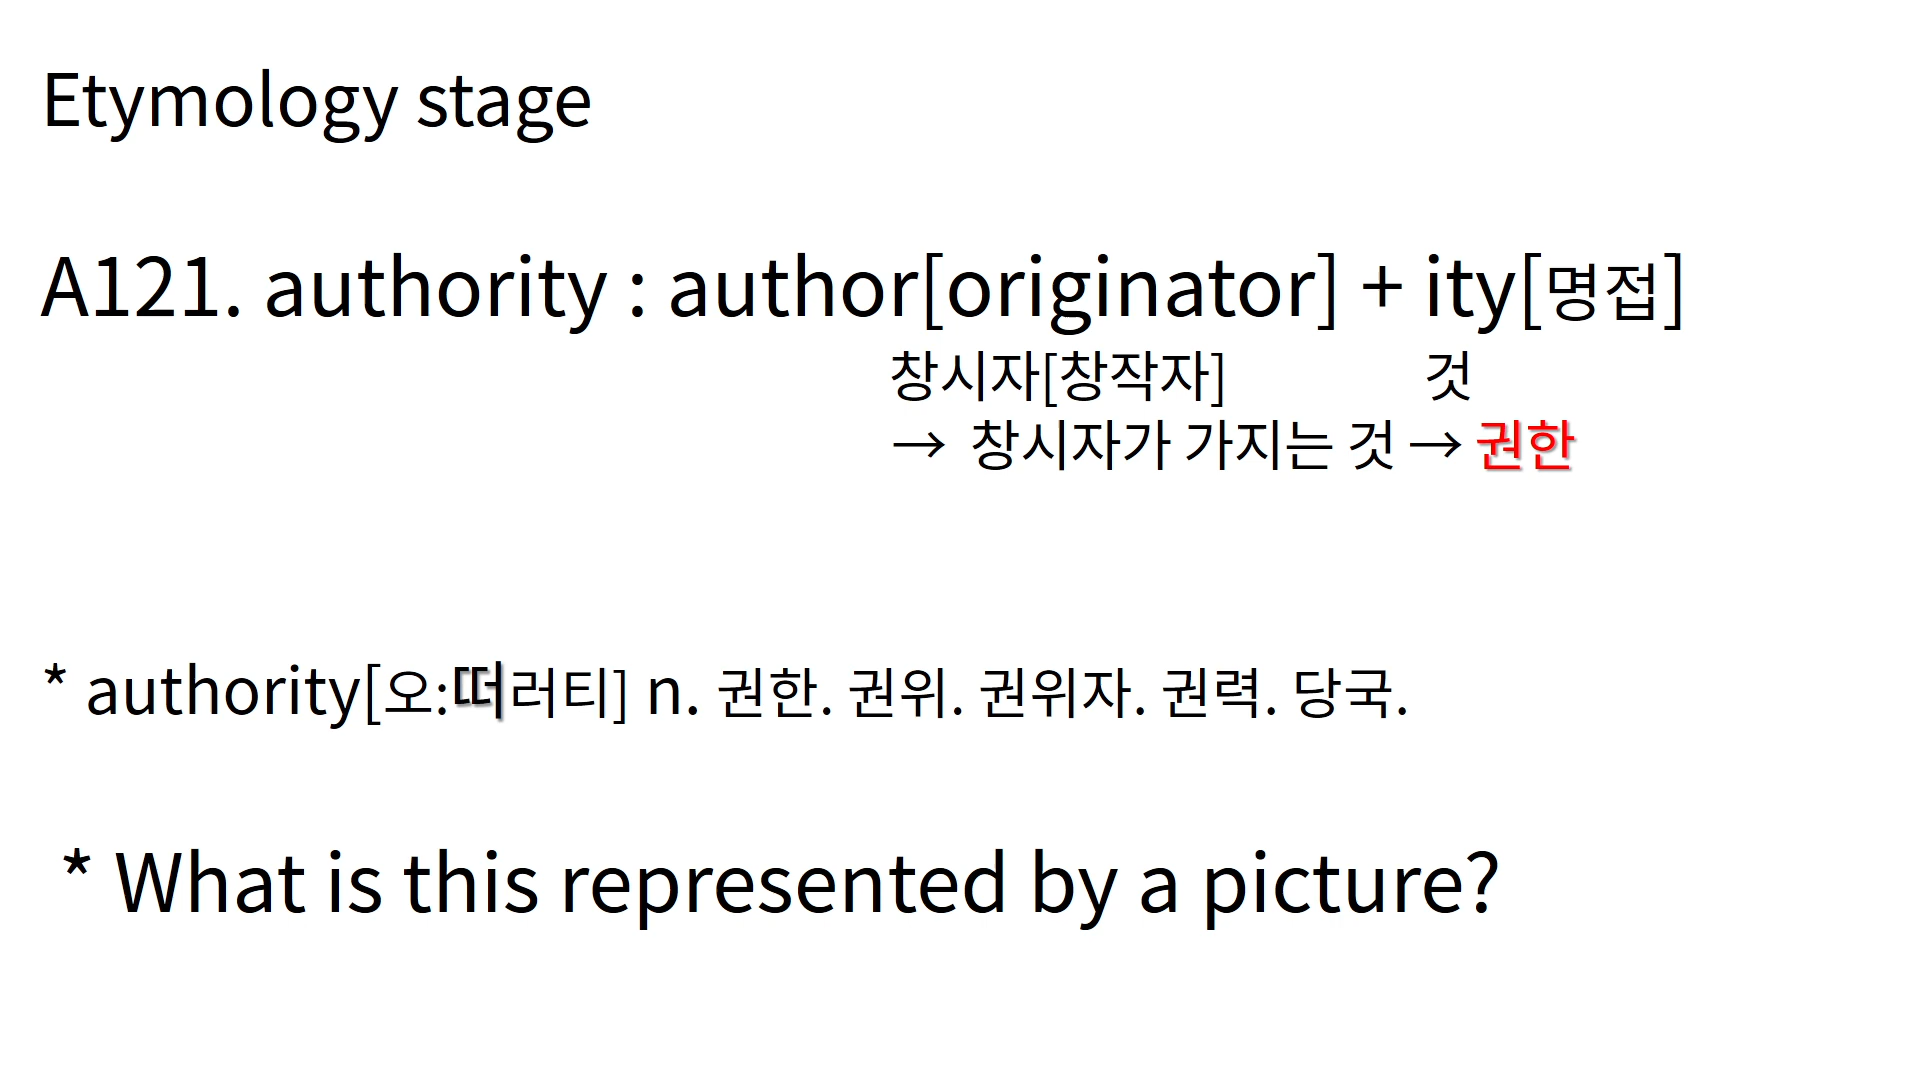 Etymology stage
A121. authority : author[originator] + ity[명접]
창시자[창작자] 것
→ 창시자가 가지는 것 → 권한
* authority[오:떠러티] n. 권한. 권위. 권위자. 권력. 당국.
* What is this represented by a picture?